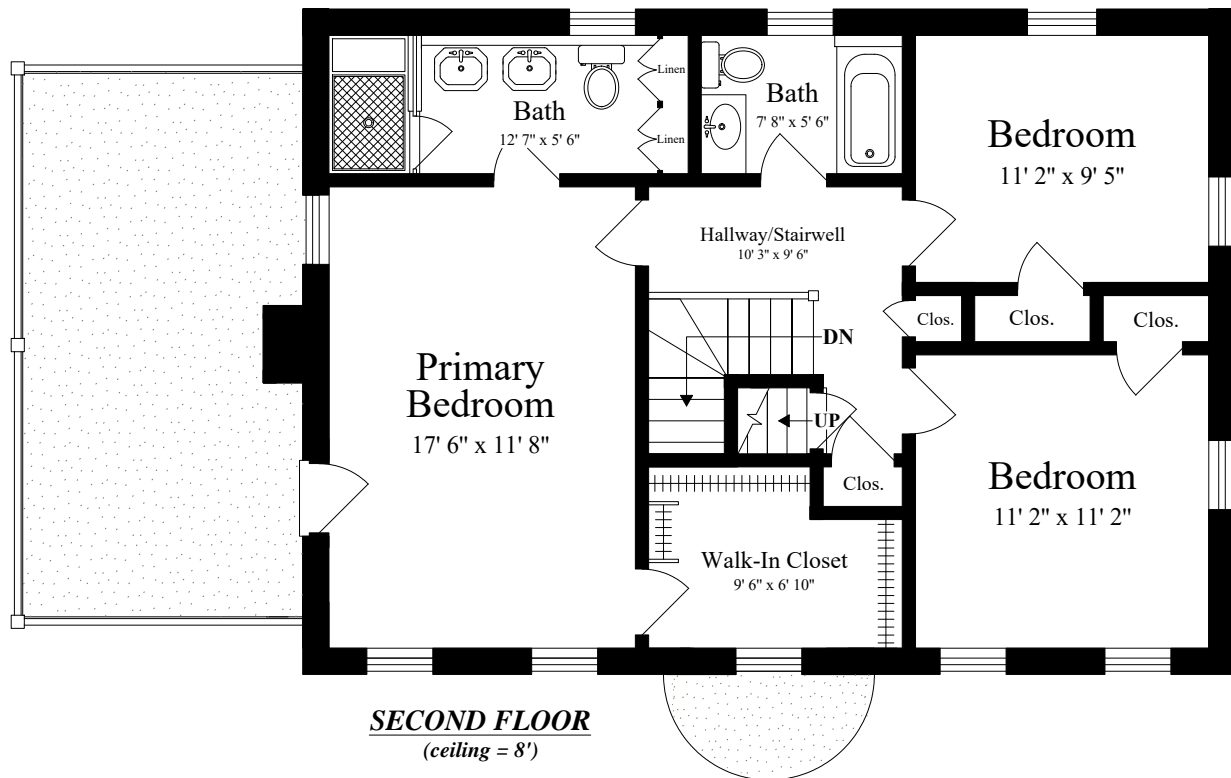 Linen
Bath
12' 7" x 5' 6"
Linen
Bath
7' 8" x 5' 6"
Bedroom
11' 2" x 9' 5"
Hallway/Stairwell
10' 3" x 9' 6"
Clos.
Clos.
Clos.
DN
Primary
Bedroom
17' 6" x 11' 8"
UP
Clos.
Bedroom
11' 2" x 11' 2"
Walk-In Closet
9' 6" x 6' 10"
SECOND FLOOR
(ceiling = 8')